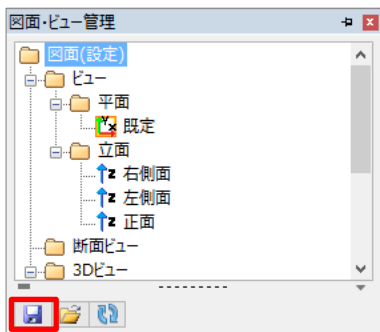 図面・ビュー管理
図面(設定)
ビュー
平面
Y x 既定
立面
z 右側面
z 左側面
z 正面
断面ビュー
3Dビュー